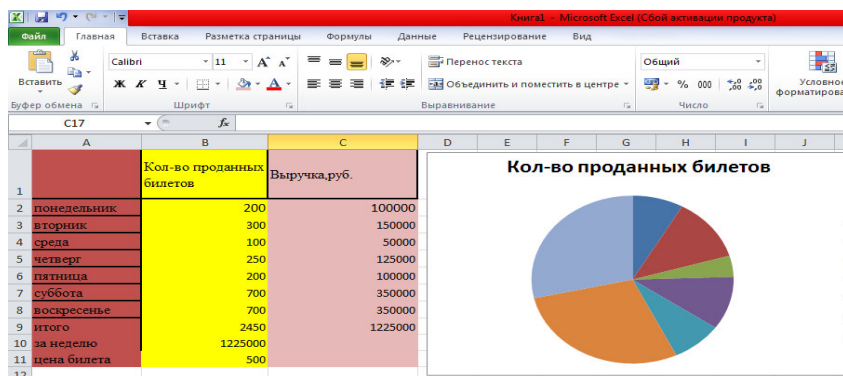 Книга1 - Microsoft Excel (Сбой активации продукта)
Файл Главная Вставка Разметка страницы Формулы Данные Рецензирование Вид
Calibri 11 Перенос текста Общий
Вставить Ж К Ч Объединить и поместить в центре % 000 Условно
форматирова
Буфер обмена Шрифт Выравнивание Число
C17 fx
A B C D E F G H I J
1 Кол-во проданных билетов Выручка,руб. Кол-во проданных билетов
2 понедельник 200 100000
3 вторник 300 150000
4 среда 100 50000
5 четверг 250 125000
6 пятница 200 100000
7 суббота 700 350000
8 воскресенье 700 350000
9 итого 2450 1225000
10 за неделю 1225000
11 цена билета 500
12